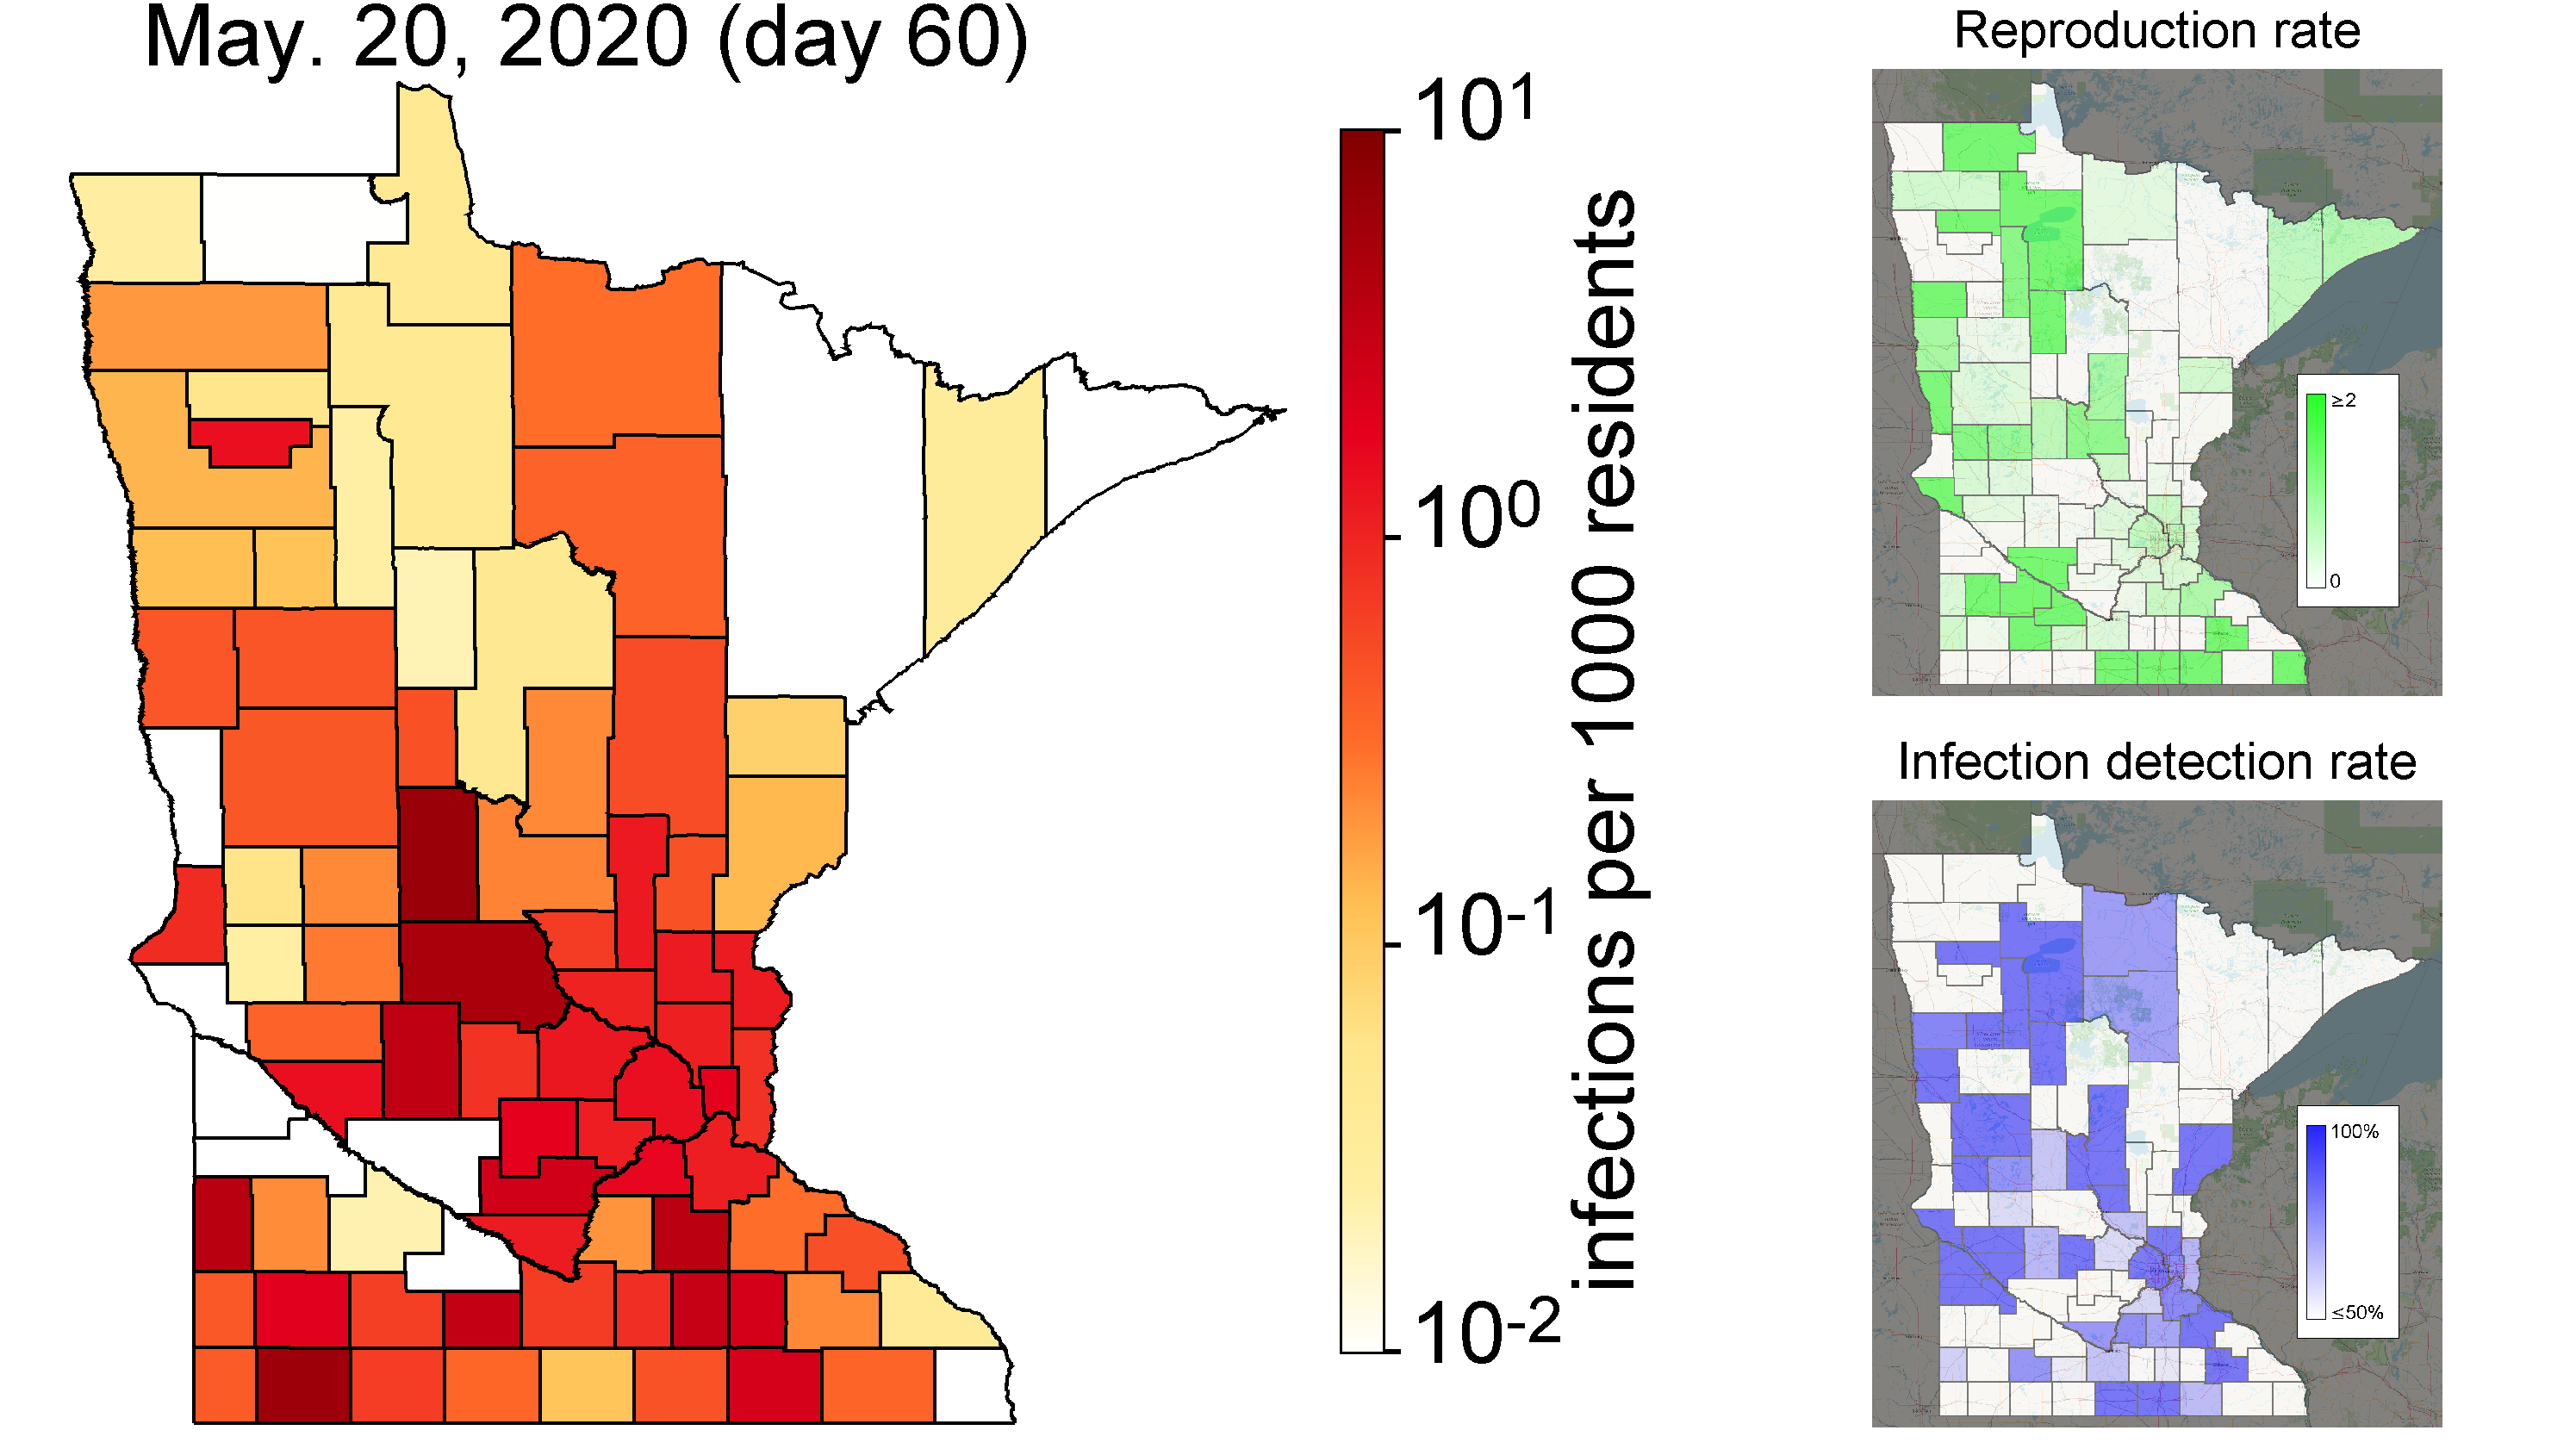 May. 20, 2020 (day 60)
10¹
10⁰
10⁻¹
10⁻²
infections per 1000 residents
Reproduction rate
≥2
0
Infection detection rate
100%
≤50%